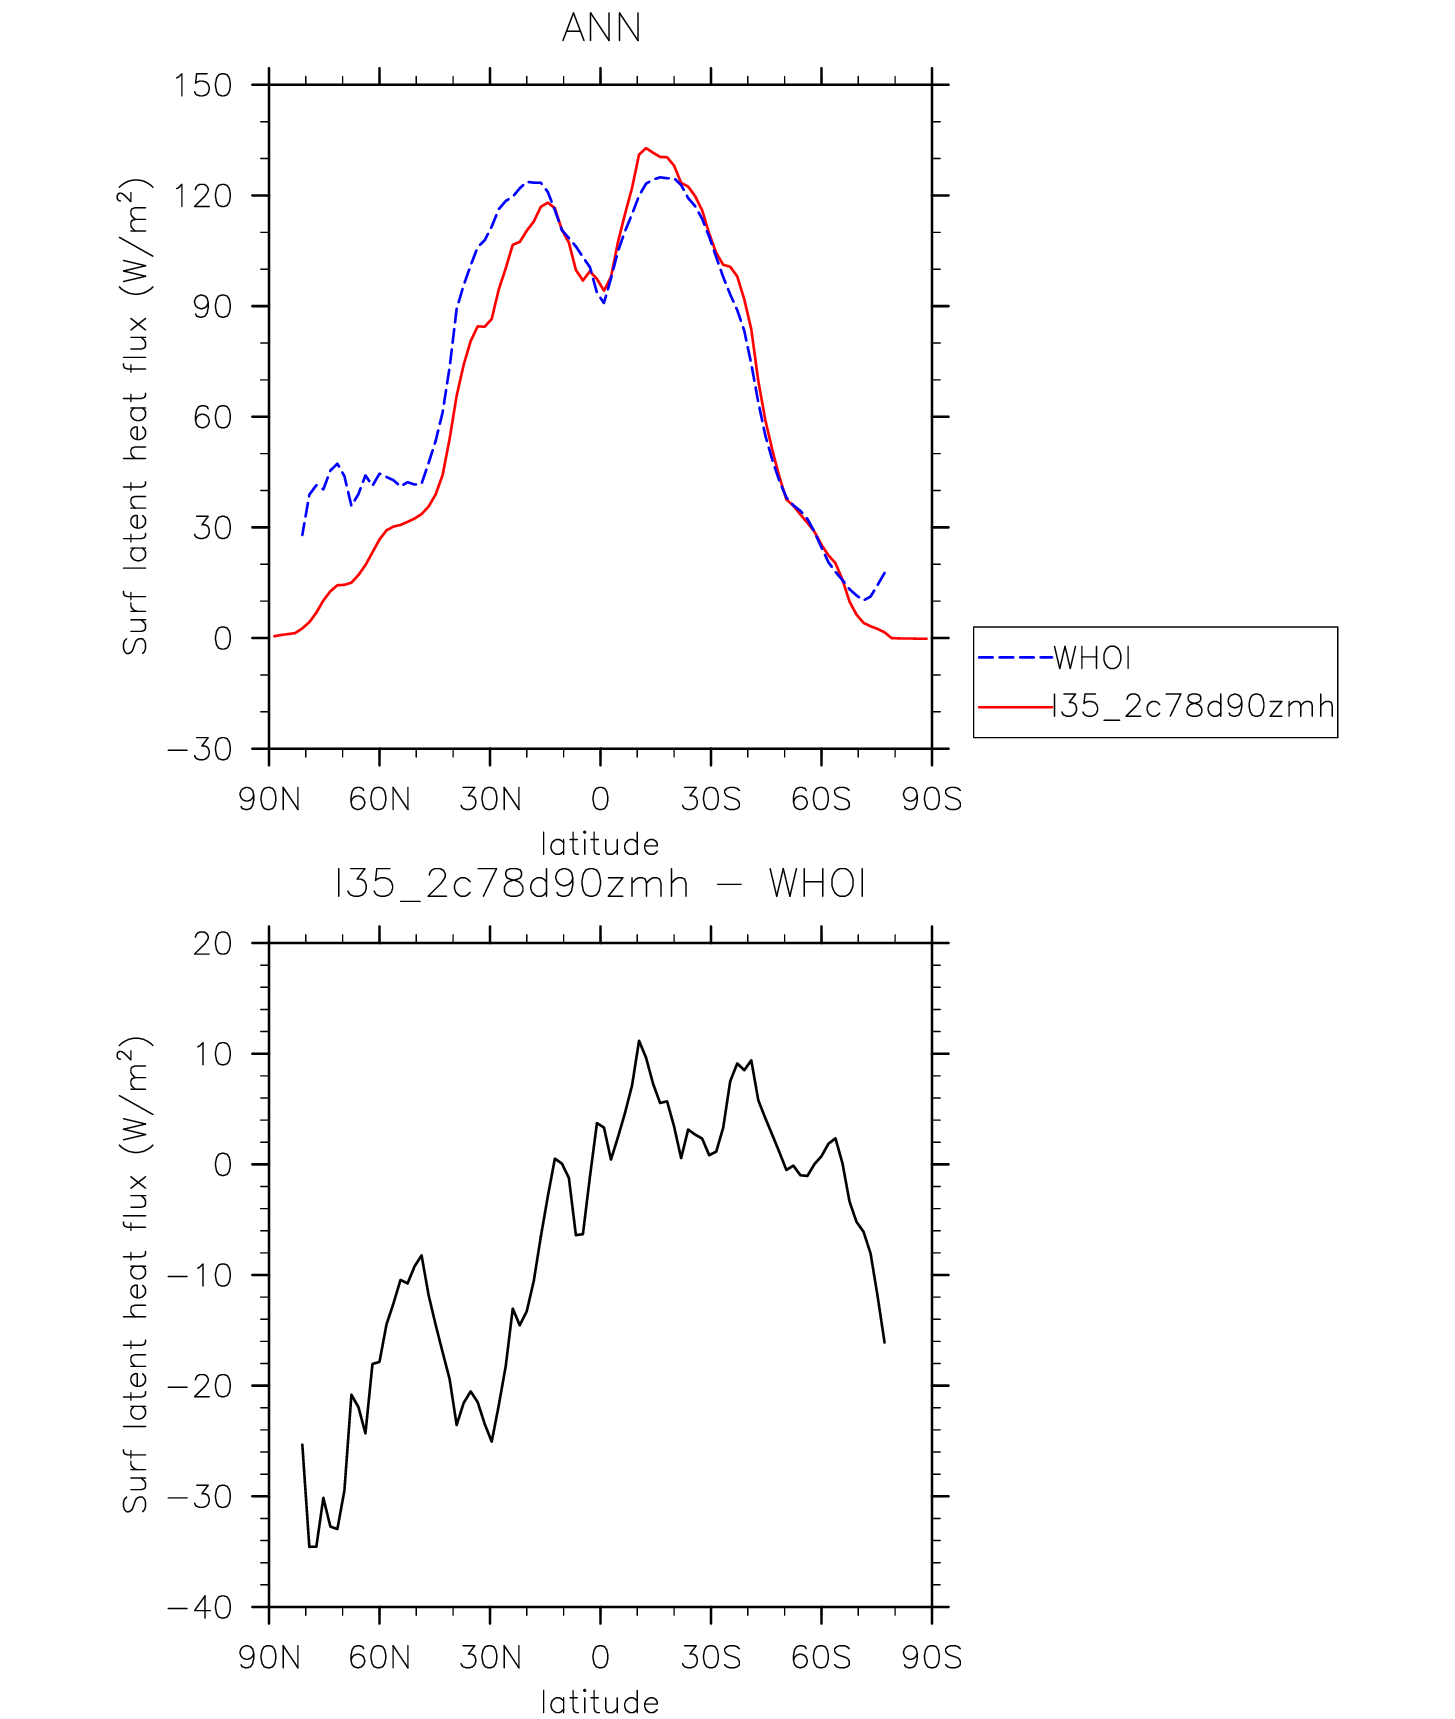 ANN
Surf latent heat flux (W/m²)
150
120
90
60
30
0
−30
90N 60N 30N 0 30S 60S 90S
latitude
WHOI
I35_2c78d90zmh
I35_2c78d90zmh − WHOI
Surf latent heat flux (W/m²)
20
10
0
−10
−20
−30
−40
90N 60N 30N 0 30S 60S 90S
latitude